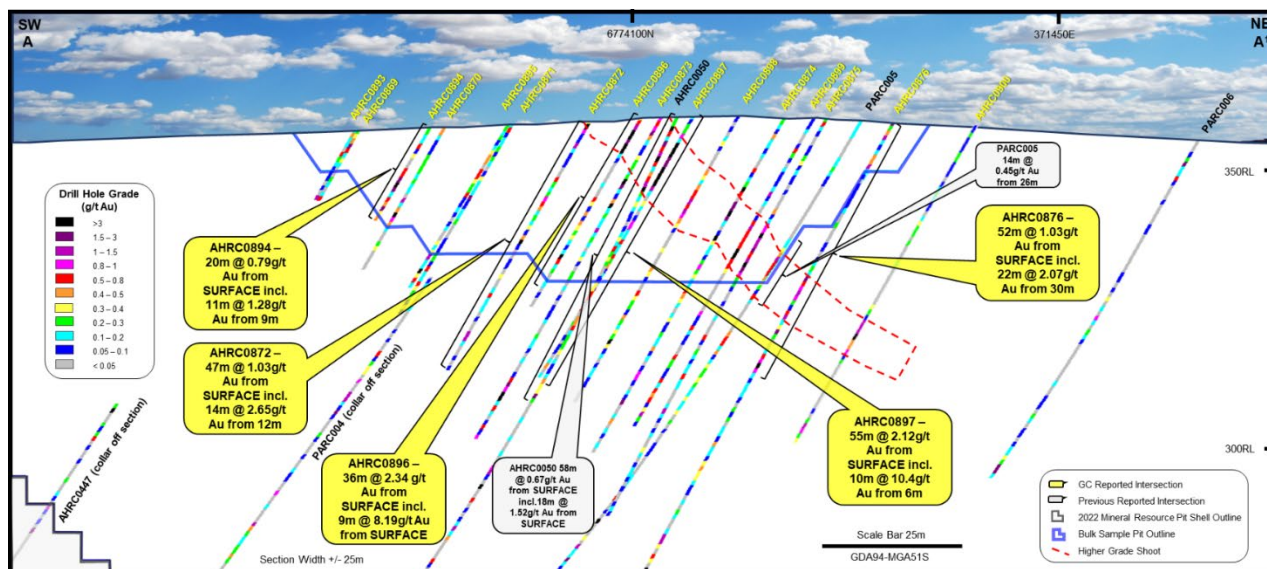 SW
A
6774100N
371450E
NE
A'
AHRC0893
AHRC0869
AHRC0894
AHRC0870
AHRC0895
AHRC0871
AHRC0872
AHRC0896
AHRC0873
AHRC0050
AHRC0897
AHRC0898
AHRC0874
AHRC0899
AHRC0875
PARC005
AHRC0876
AHRC0900
PARC006
350RL
300RL
Drill Hole Grade
(g/t Au)
>3
1.5 – 3
1 – 1.5
0.8 – 1
0.5 – 0.8
0.4 – 0.5
0.3 – 0.4
0.2 – 0.3
0.1 – 0.2
0.05 – 0.1
< 0.05
AHRC0894 –
20m @ 0.79g/t
Au from
SURFACE incl.
11m @ 1.28g/t
Au from 9m
AHRC0872 –
47m @ 1.03g/t
Au from
SURFACE incl.
14m @ 2.65g/t
Au from 12m
AHRC0896 –
36m @ 2.34 g/t
Au from
SURFACE incl.
9m @ 8.19g/t Au
from SURFACE
AHRC0050 58m
@ 0.67g/t Au
from SURFACE
incl.18m @
1.52g/t Au from
SURFACE
AHRC0897 –
55m @ 2.12g/t
Au from
SURFACE incl.
10m @ 10.4g/t
Au from 6m
PARC005
14m @
0.45g/t Au
from 26m
AHRC0876 –
52m @ 1.03g/t
Au from
SURFACE incl.
22m @ 2.07g/t
Au from 30m
AHRC0447 (collar off section)
PARC004 (collar off section)
Section Width +/- 25m
Scale Bar 25m
GDA94-MGA51S
GC Reported Intersection
Previous Reported Intersection
2022 Mineral Resource Pit Shell Outline
Bulk Sample Pit Outline
Higher Grade Shoot